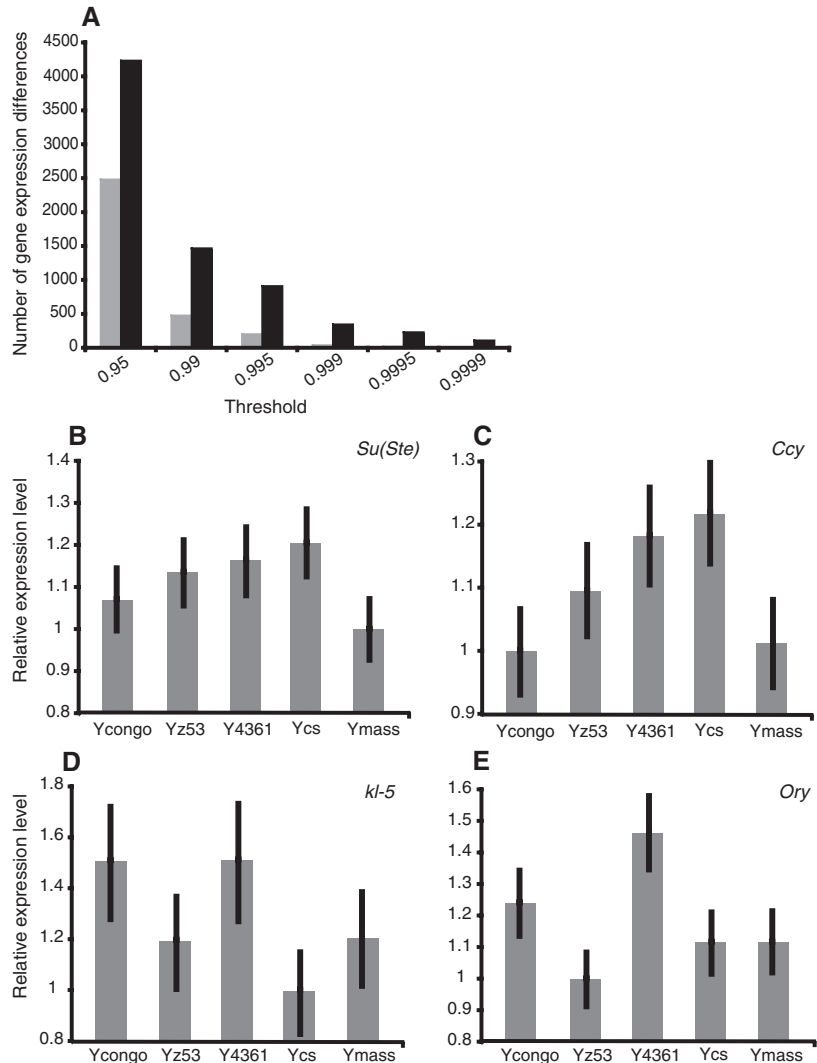 A
Number of gene expression differences
4500
4000
3500
3000
2500
2000
1500
1000
500
0
0.95 0.99 0.995 0.999 0.9995 0.9999
Threshold
B
Su(Ste)
Relative expression level
1.4
1.3
1.2
1.1
1
0.9
0.8
Ycongo Yz53 Y4361 Ycs Ymass
C
Ccy
1.3
1.2
1.1
1
0.9
Ycongo Yz53 Y4361 Ycs Ymass
D
kl-5
Relative expression level
1.8
1.6
1.4
1.2
1
0.8
Ycongo Yz53 Y4361 Ycs Ymass
E
Ory
1.6
1.5
1.4
1.3
1.2
1.1
1
0.9
0.8
Ycongo Yz53 Y4361 Ycs Ymass